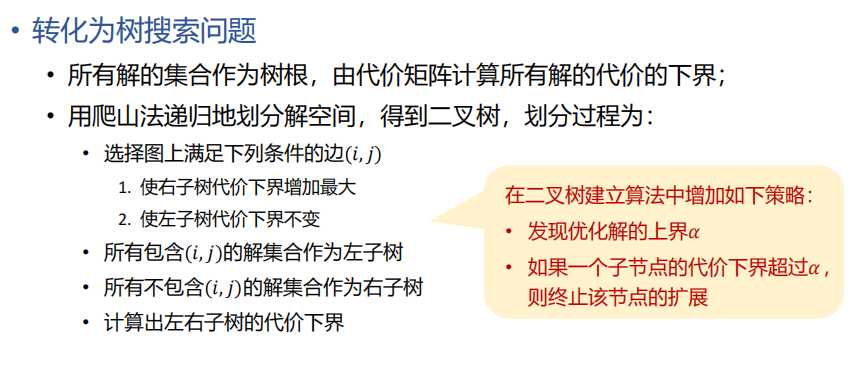 • 转化为树搜索问题
• 所有解的集合作为树根，由代价矩阵计算所有解的代价的下界；
• 用爬山法递归地划分解空间，得到二叉树，划分过程为：
• 选择图上满足下列条件的边(𝑖, 𝑗)
1. 使右子树代价下界增加最大
2. 使左子树代价下界不变
• 所有包含(𝑖, 𝑗)的解集合作为左子树
• 所有不包含(𝑖, 𝑗)的解集合作为右子树
• 计算出左右子树的代价下界
在二叉树建立算法中增加如下策略：
• 发现优化解的上界𝛼
• 如果一个子节点的代价下界超过𝛼，
则终止该节点的扩展